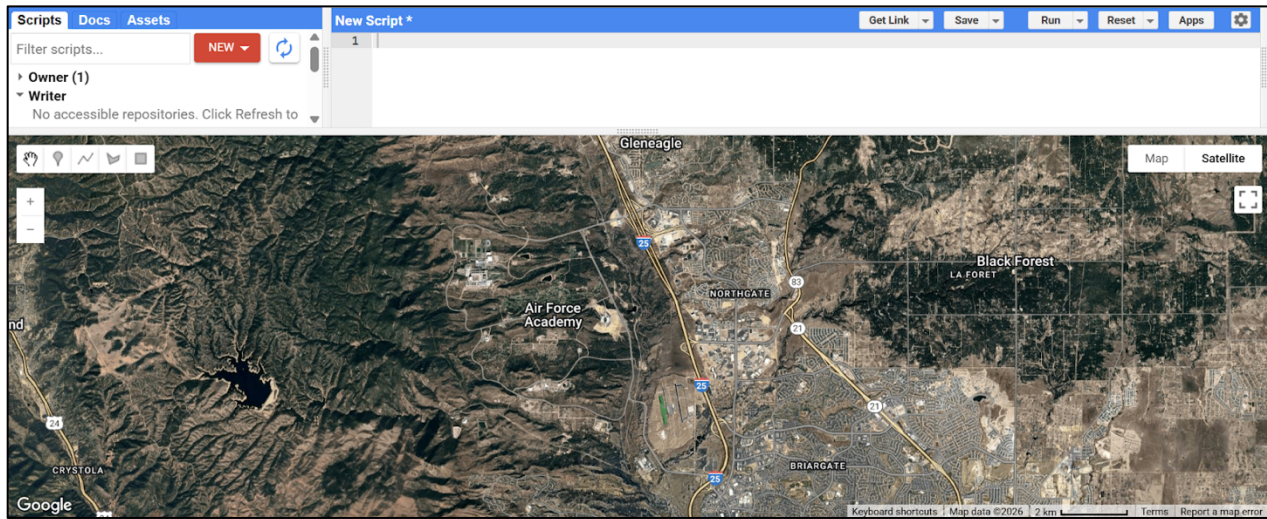 Scripts Docs Assets
New Script *
Get Link Save Run Reset Apps
Filter scripts...
NEW
1
Owner (1)
Writer
No accessible repositories. Click Refresh to
Gleneagle
Map Satellite
+
−
25
Black Forest
LA FORET
83
NORTHGATE
Air Force
Academy
nd
21
25
21
24
CRYSTOLA
BRIARGATE
25
Google
Keyboard shortcuts Map data ©2026 2 km Terms Report a map error